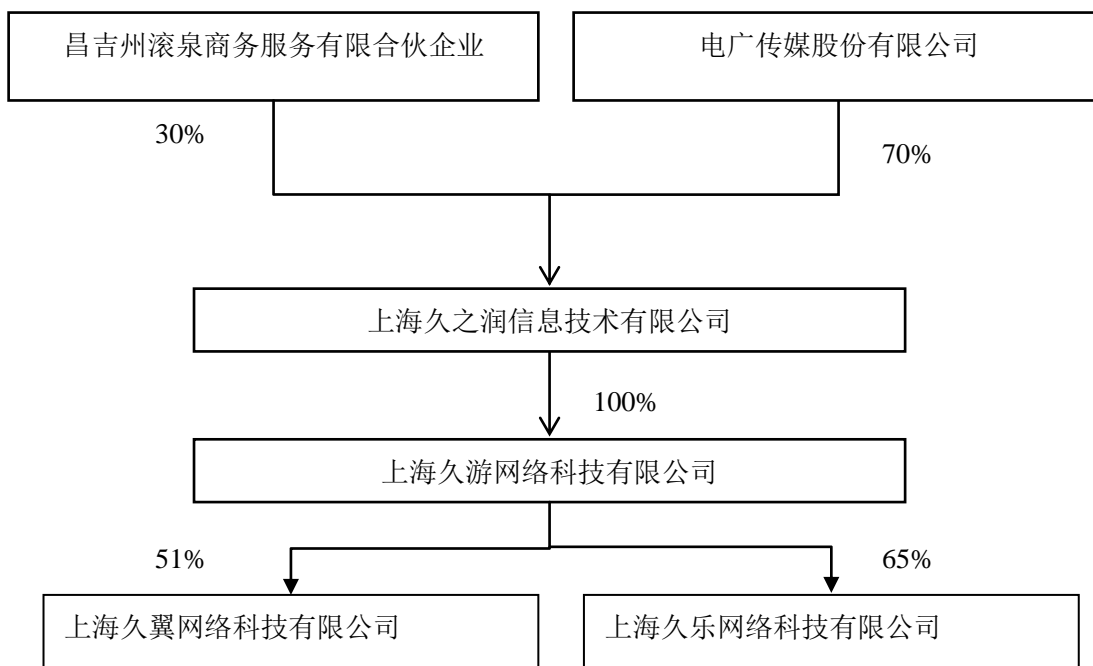 昌吉州滚泉商务服务有限合伙企业
电广传媒股份有限公司
30%
70%
上海久之润信息技术有限公司
100%
上海久游网络科技有限公司
51%
65%
上海久翼网络科技有限公司
上海久乐网络科技有限公司